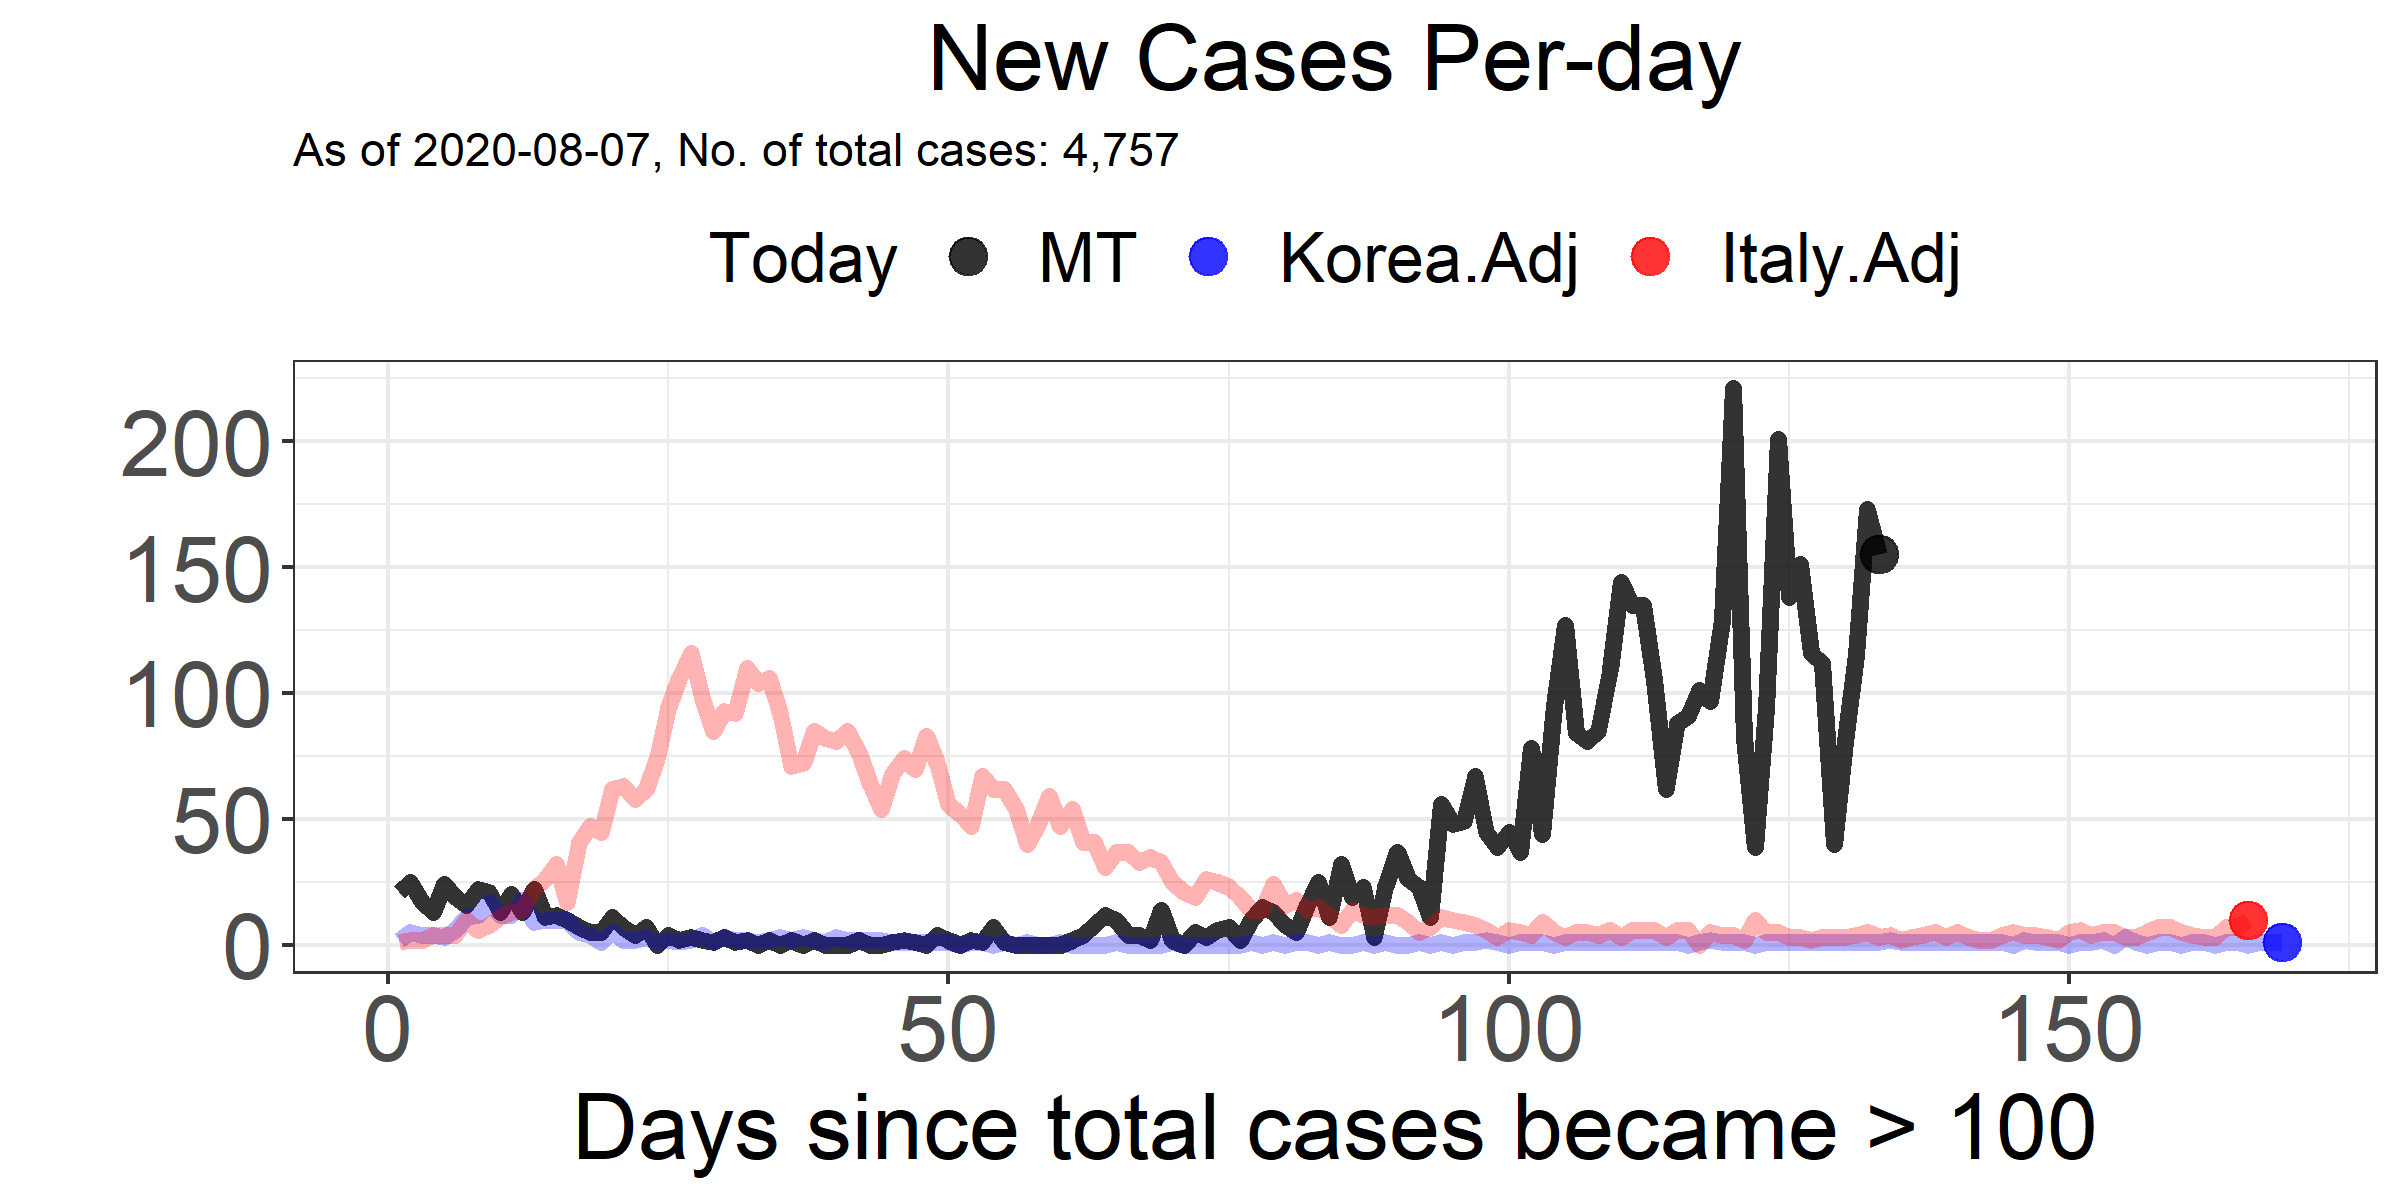 New Cases Per-day
As of 2020-08-07, No. of total cases: 4,757
Today MT Korea.Adj Italy.Adj
200
150
100
50
0
0 50 100 150
Days since total cases became > 100